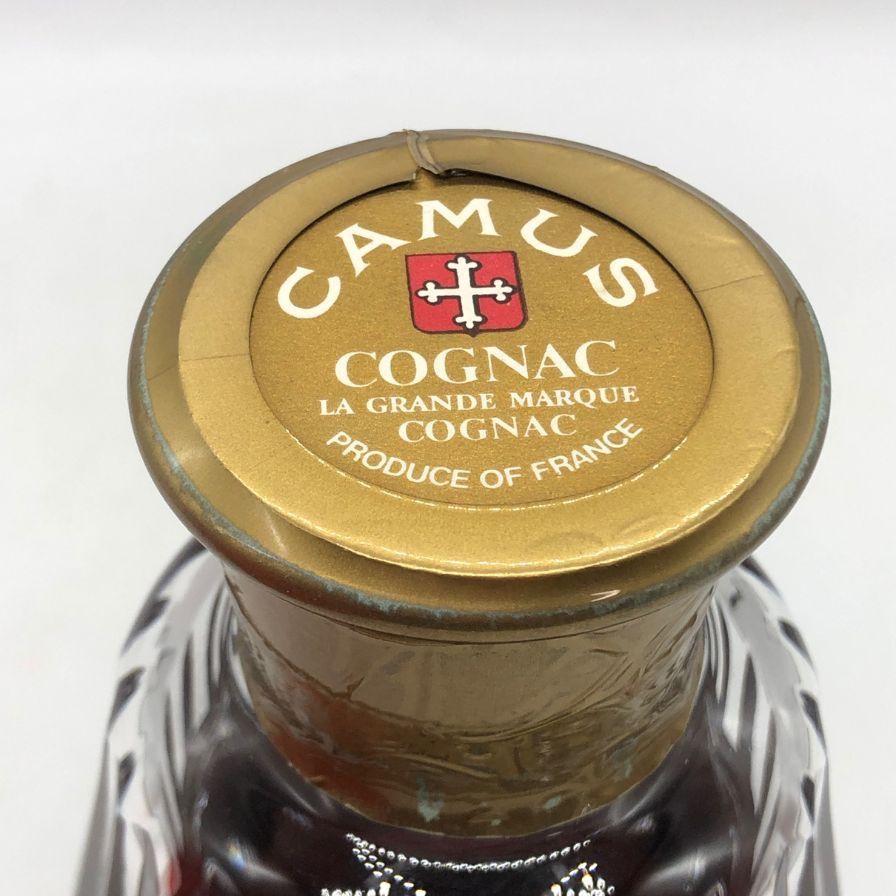 CAMUS
COGNAC
LA GRANDE MARQUE
COGNAC
PRODUCE OF FRANCE